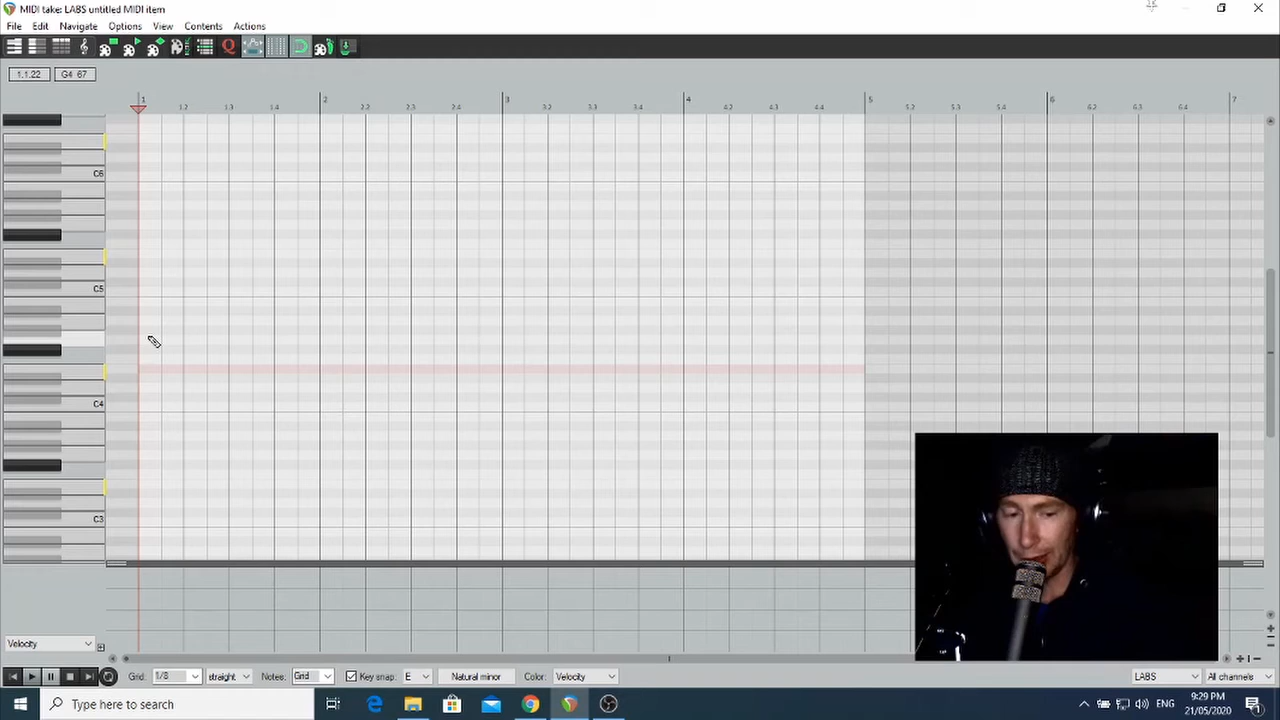 MIDI take: LABS untitled MIDI item
File Edit Navigate Options View Contents Actions
Q
1.1.22 G4 67
1 1.2 1.3 1.4 2 2.2 2.3 2.4 3 3.2 3.3 3.4 4 4.2 4.3 4.4 5 5.2 5.3 5.4 6 6.2 6.3 6.4 7
C6
C5
C4
C3
Velocity
Grid: 1/8 straight Notes: Grid Key snap: E Natural minor Color: Velocity LABS All channels
Type here to search
ENG
9:29 PM
21/05/2020